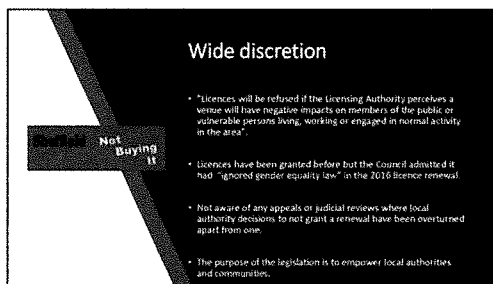 Wide discretion
• "Licences will be refused if the Licensing Authority perceives a
venue will have negative impacts on members of the public or
vulnerable persons living, working or engaged in normal activity
in the area".
Not
Buying
It
• Licences have been granted before but the Council admitted it
had "ignored gender equality law" in the 2016 licence renewal.
• Not aware of any appeals or judicial reviews where local
authority decisions to not grant a renewal have been overturned
apart from one.
• The purpose of the legislation is to empower local authorities
and communities.